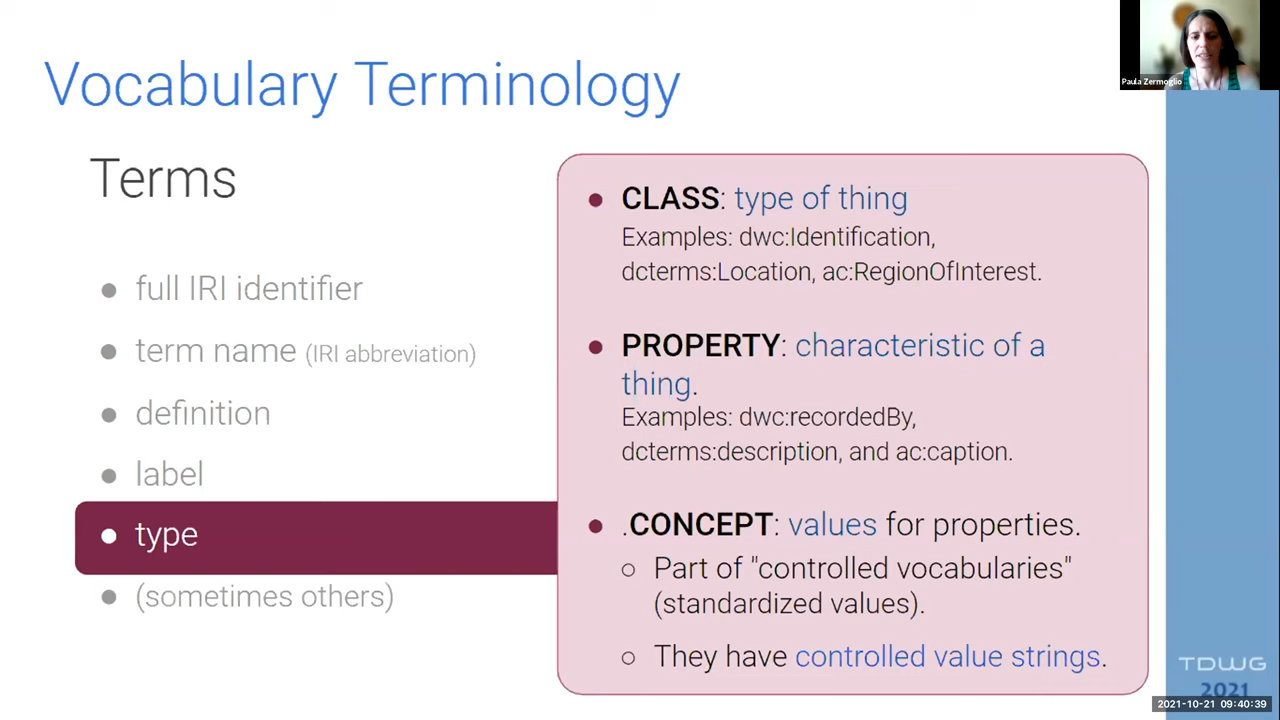 Vocabulary Terminology
Paula Zermoglio
Terms
● full IRI identifier
● term name (IRI abbreviation)
● definition
● label
● type
● (sometimes others)
● CLASS: type of thing
Examples: dwc:Identification,
dcterms:Location, ac:RegionOfInterest.
● PROPERTY: characteristic of a
thing.
Examples: dwc:recordedBy,
dcterms:description, and ac:caption.
● .CONCEPT: values for properties.
○ Part of "controlled vocabularies"
(standardized values).
○ They have controlled value strings.
TDWG
2021
2021-10-21 09:40:39